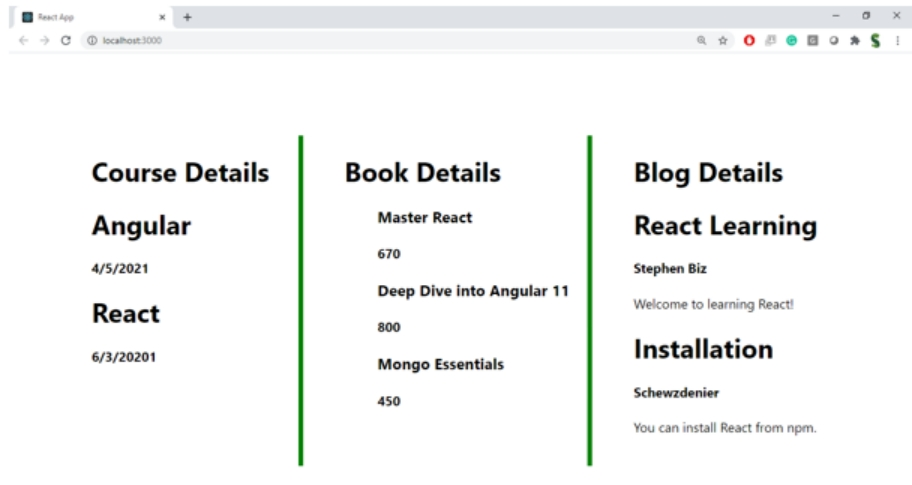 React App
localhost:3000
Course Details
Angular
4/5/2021
React
6/3/20201
Book Details
Master React
670
Deep Dive into Angular 11
800
Mongo Essentials
450
Blog Details
React Learning
Stephen Biz
Welcome to learning React!
Installation
Schewzdenier
You can install React from npm.